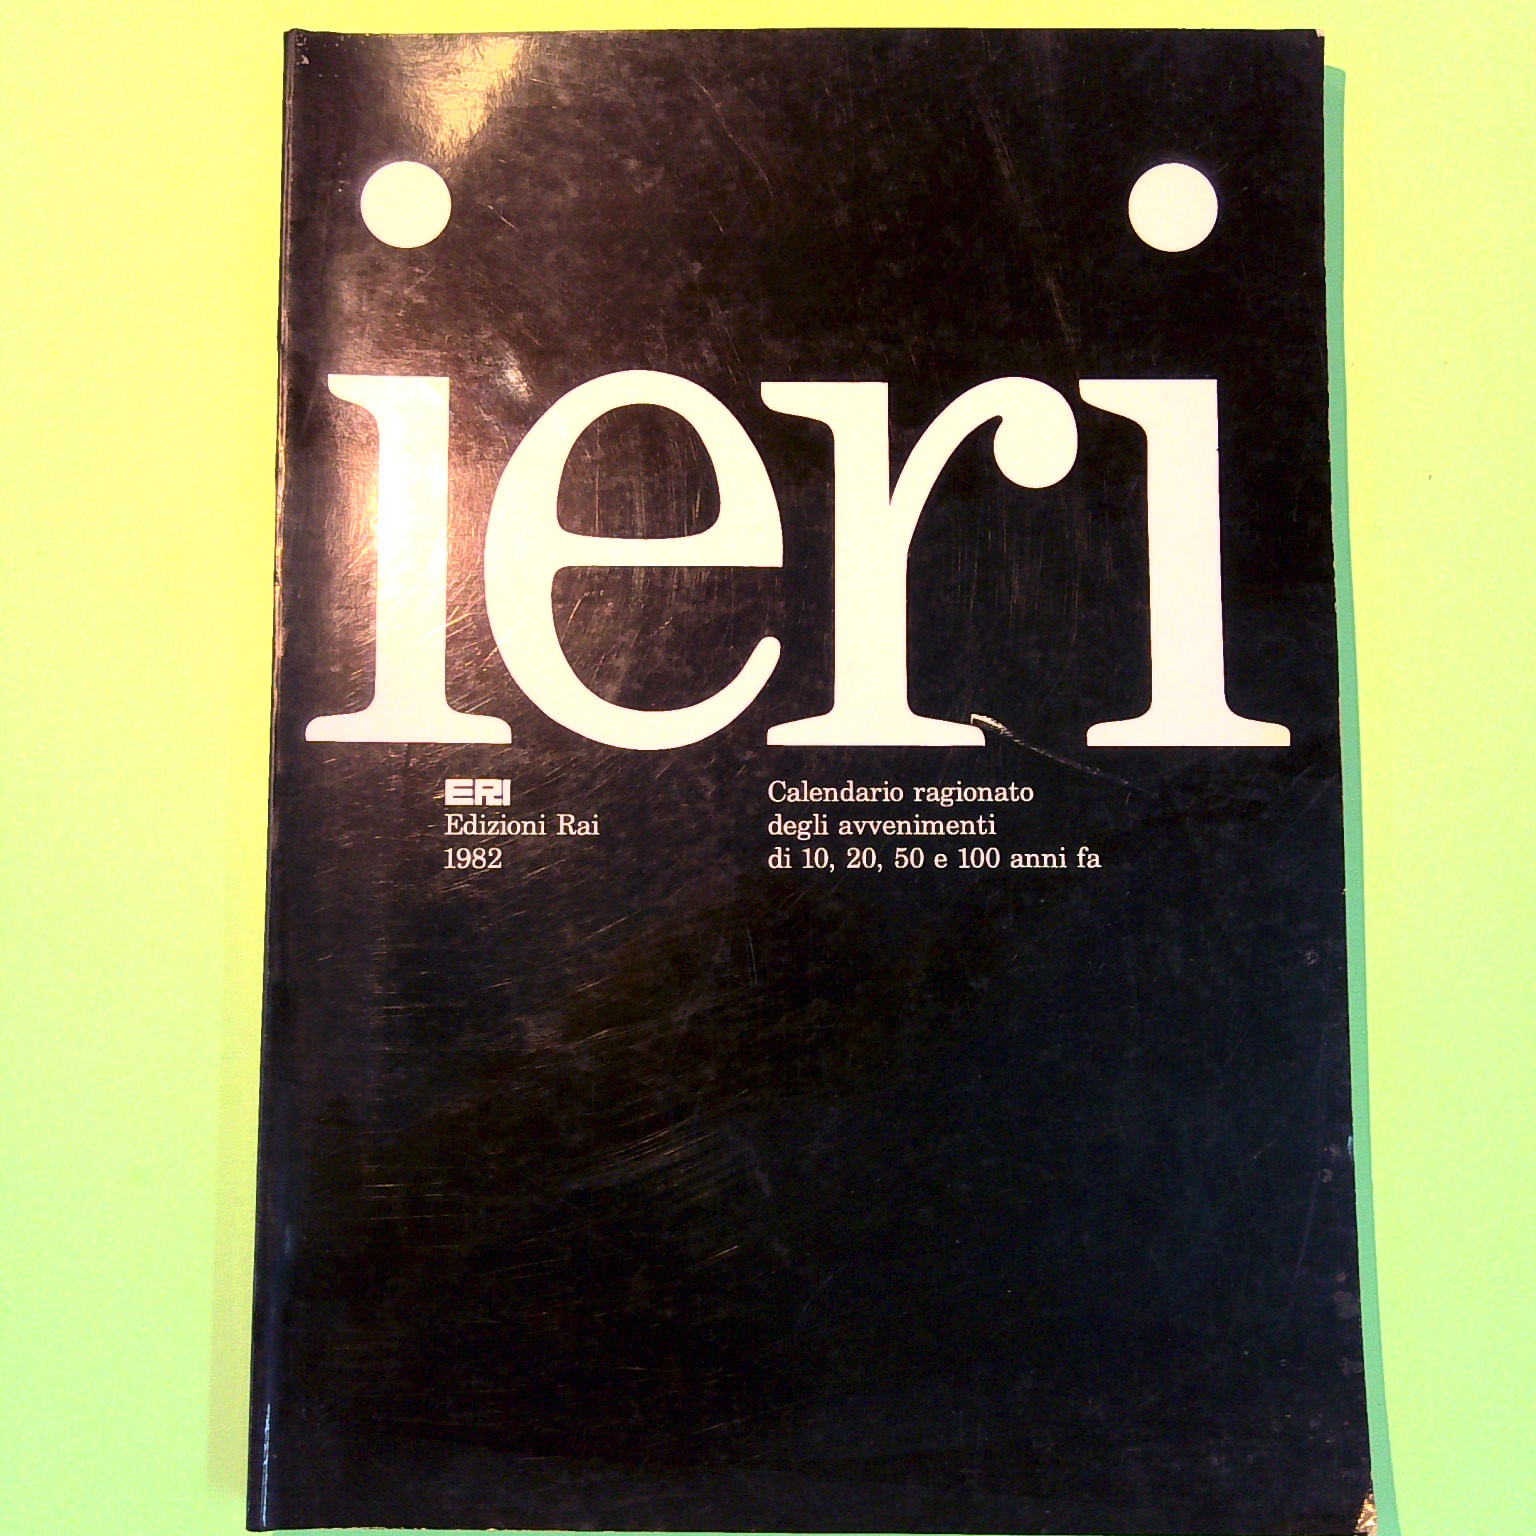 ieri
ERI
Edizioni Rai
1982
Calendario ragionato
degli avvenimenti
di 10, 20, 50 e 100 anni fa